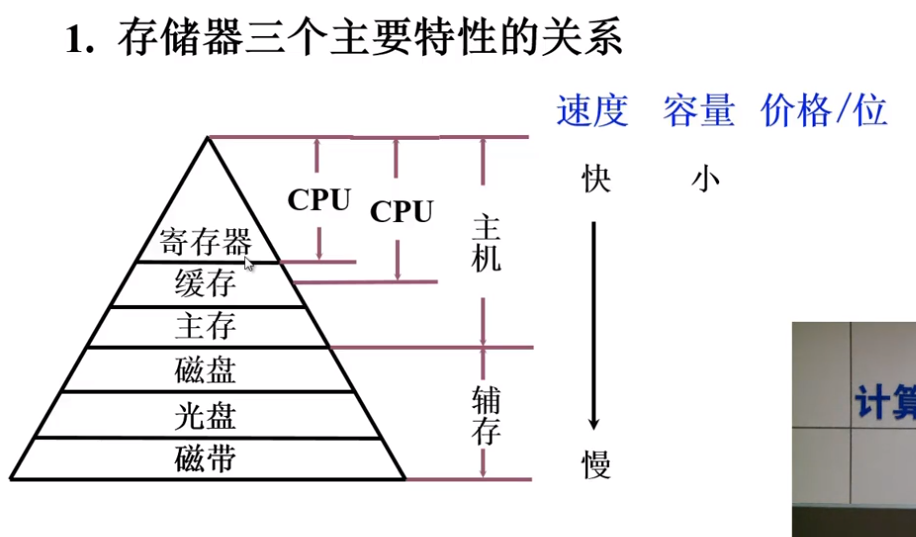 1. 存储器三个主要特性的关系
速度 容量 价格/位
快 小
CPU
CPU
主机
寄存器
缓存
主存
磁盘
光盘
磁带
辅存
慢
计算